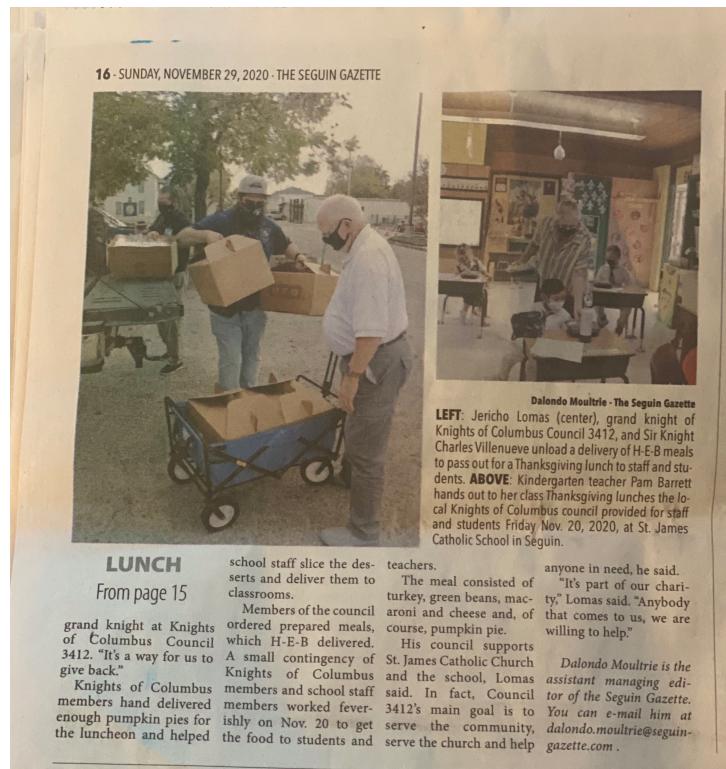 16 - SUNDAY, NOVEMBER 29, 2020 - THE SEGUIN GAZETTE
Dalondo Moultrie - The Seguin Gazette
LEFT: Jericho Lomas (center), grand knight of
Knights of Columbus Council 3412, and Sir Knight
Charles Villenueve unload a delivery of H-E-B meals
to pass out for a Thanksgiving lunch to staff and stu-
dents. ABOVE: Kindergarten teacher Pam Barrett
hands out to her class Thanksgiving lunches the lo-
cal Knights of Columbus council provided for staff
and students Friday Nov. 20, 2020, at St. James
Catholic School in Seguin.
LUNCH
From page 15
grand knight at Knights
of Columbus Council
3412. “It’s a way for us to
give back.”
Knights of Columbus
members hand delivered
enough pumpkin pies for
the luncheon and helped
school staff slice the des-
serts and deliver them to
classrooms.
Members of the council
ordered prepared meals,
which H-E-B delivered.
A small contingency of
Knights of Columbus
members and school staff
members worked fever-
ishly on Nov. 20 to get
the food to students and
teachers.
The meal consisted of
turkey, green beans, mac-
aroni and cheese and, of
course, pumpkin pie.
His council supports
St. James Catholic Church
and the school, Lomas
said. In fact, Council
3412’s main goal is to
serve the community,
serve the church and help
anyone in need, he said.
“It’s part of our chari-
ty,” Lomas said. “Anybody
that comes to us, we are
willing to help.”
Dalondo Moultrie is the
assistant managing edi-
tor of the Seguin Gazette.
You can e-mail him at
dalondo.moultrie@seguin-
gazette.com .